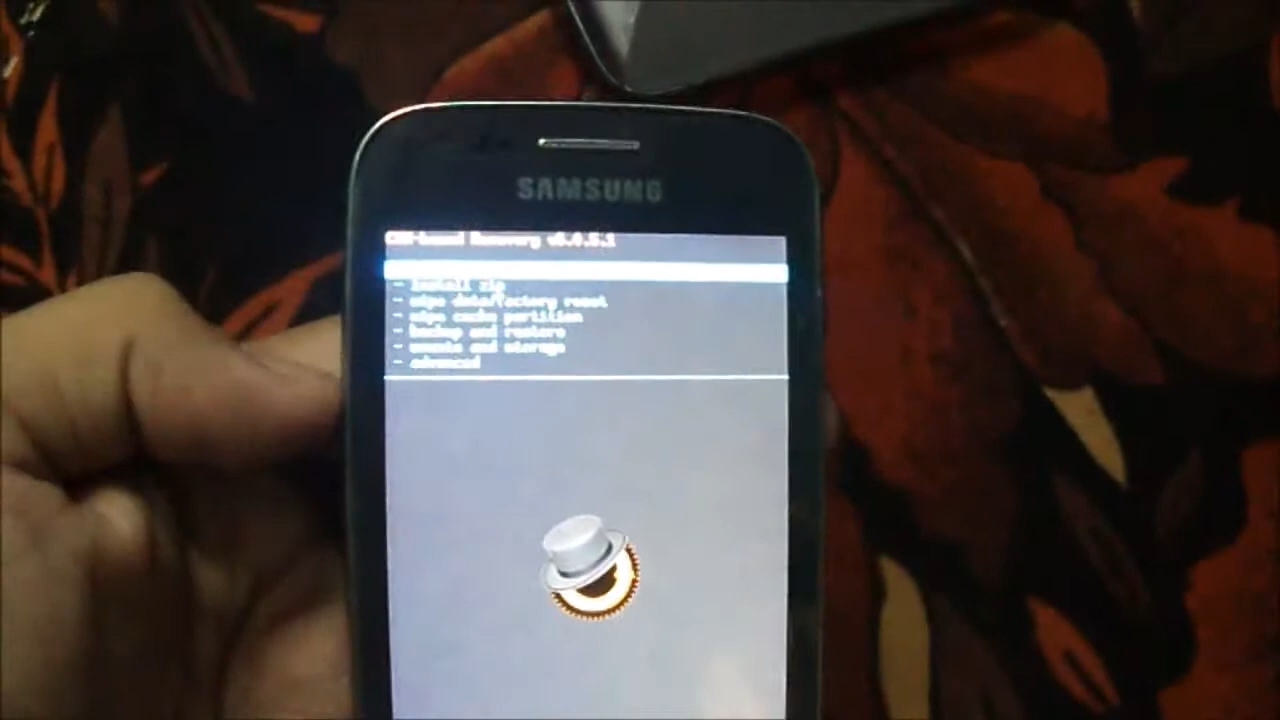 SAMSUNG
CWM-based Recovery v6.0.5.1
- install zip
- wipe data/factory reset
- wipe cache partition
- backup and restore
- mounts and storage
- advanced